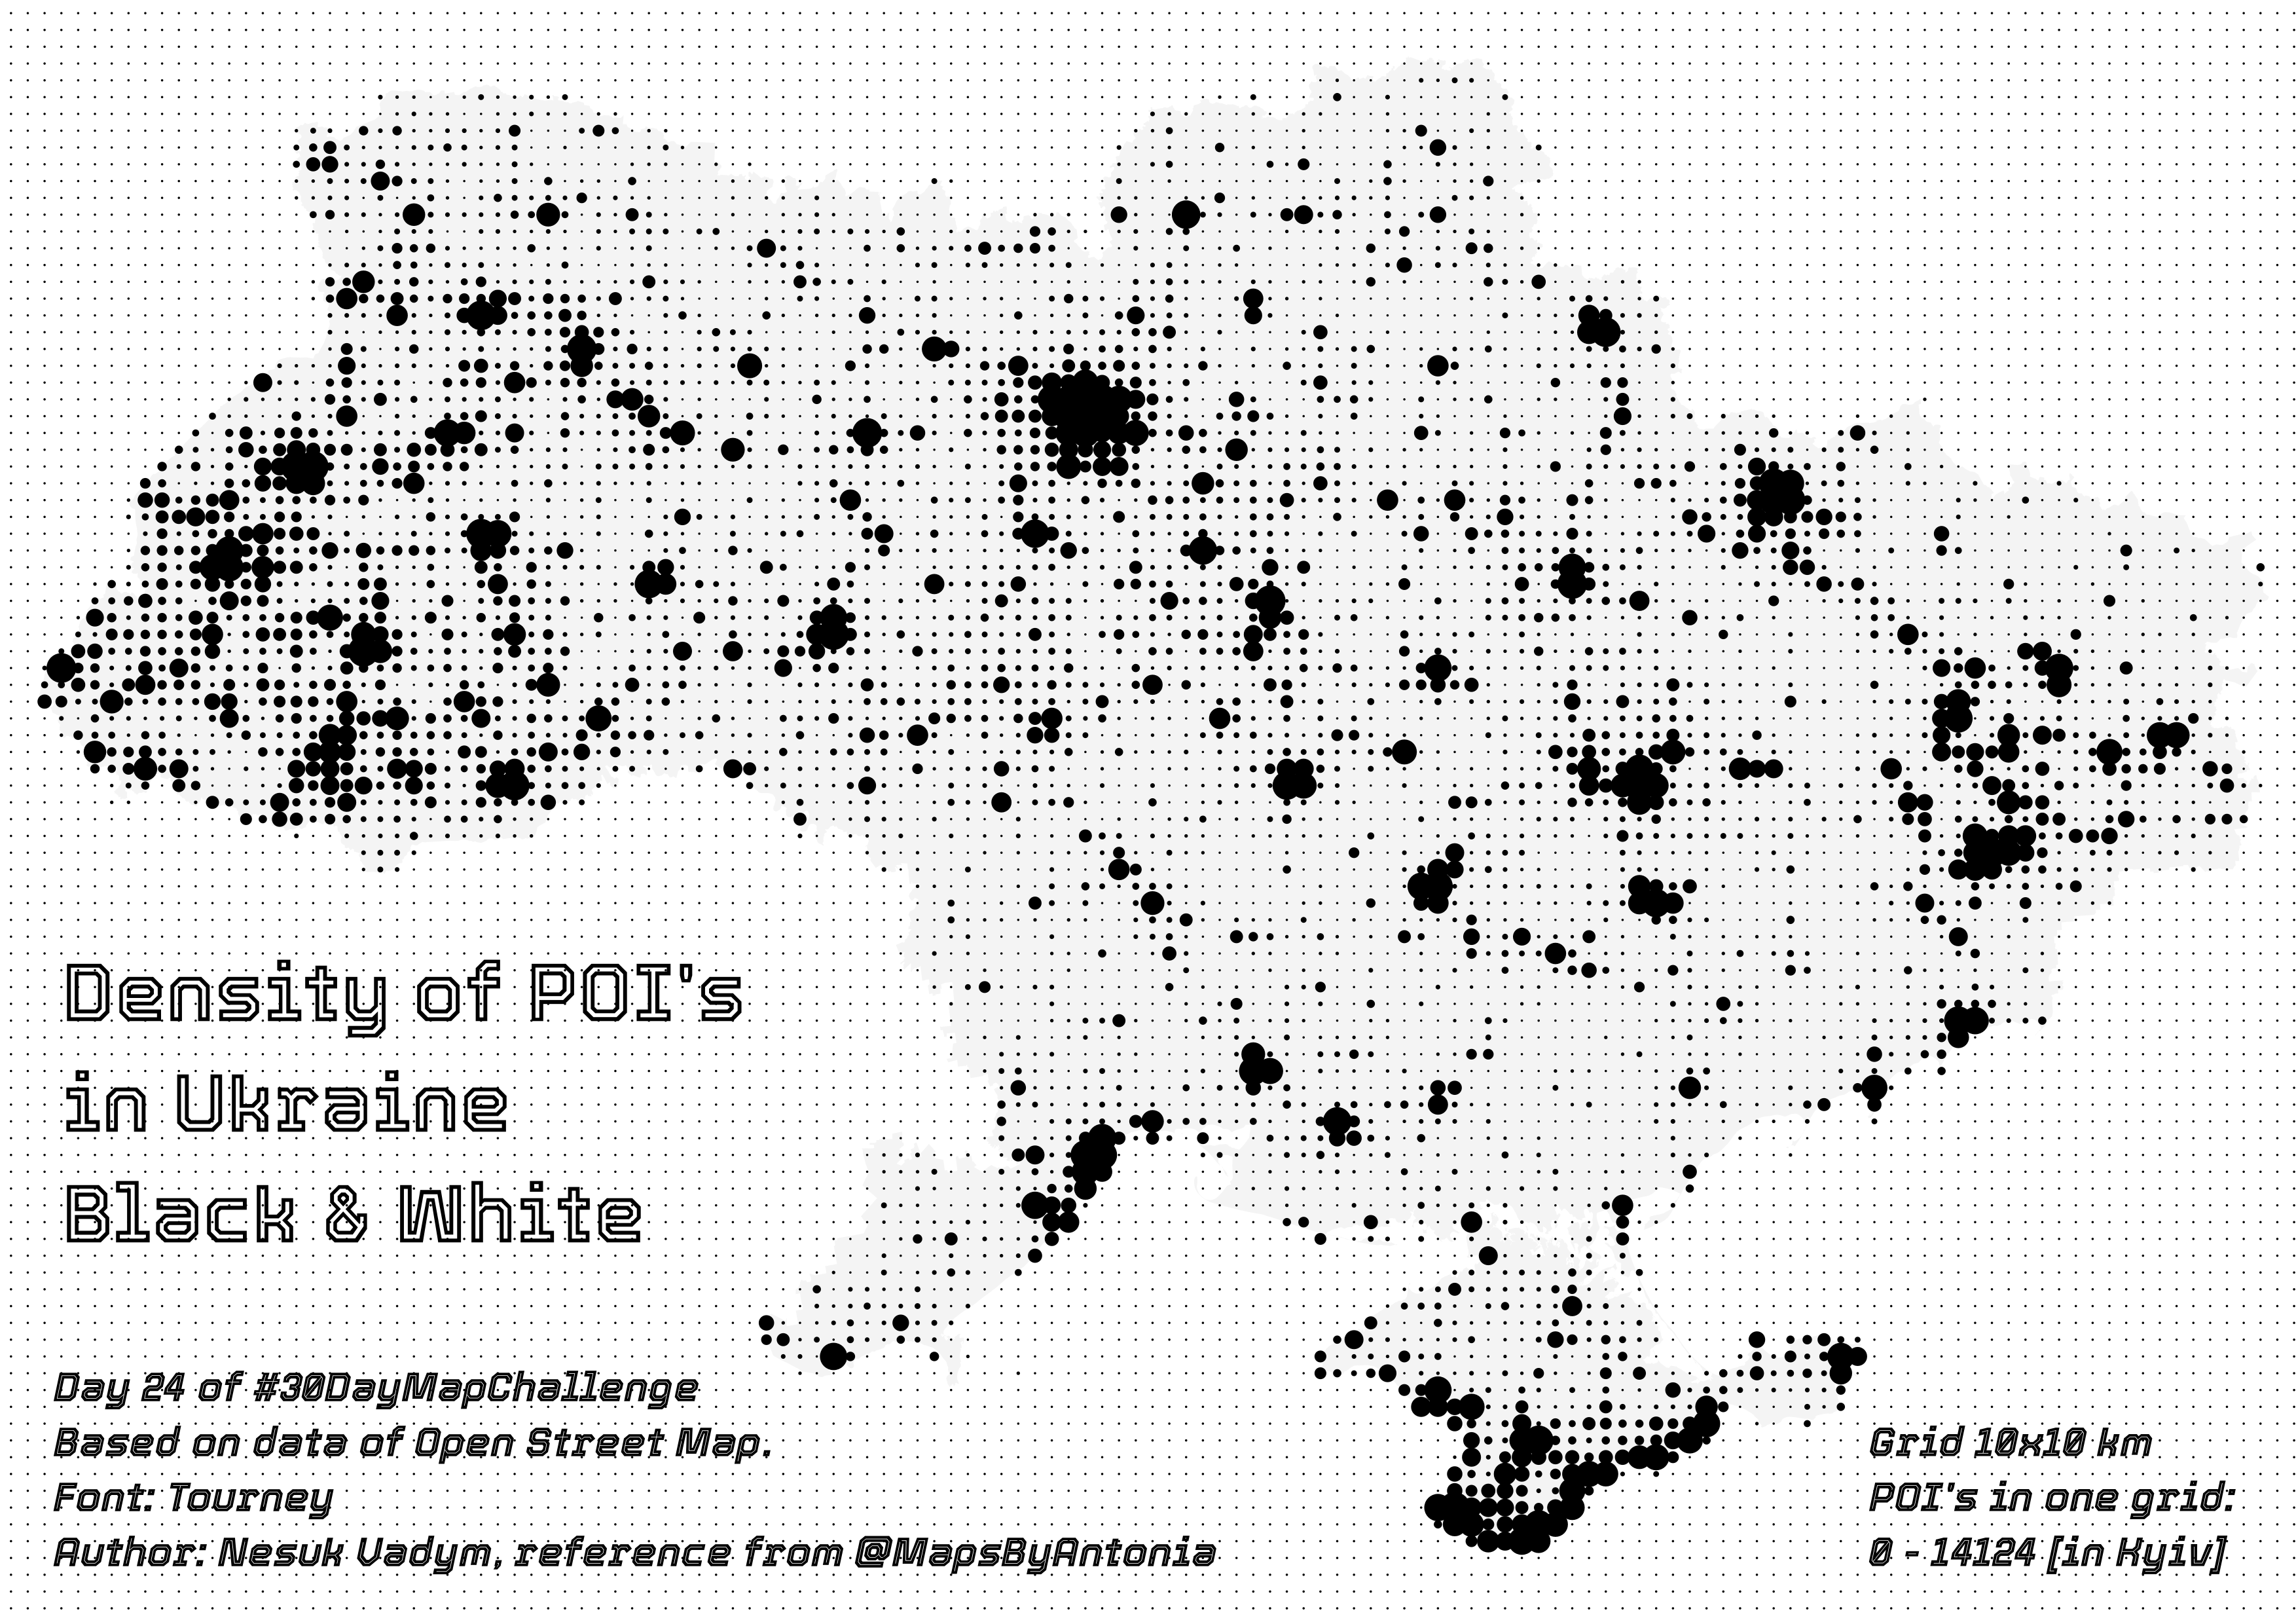 Density of POI's
in Ukraine
Black & White
Day 24 of #30DayMapChallenge
Based on data of Open Street Map.
Font: Tourney
Author: Nesuk Vadym, reference from @MapsByAntonia
Grid 10x10 km
POI's in one grid:
0 - 14124 [in Kyiv]